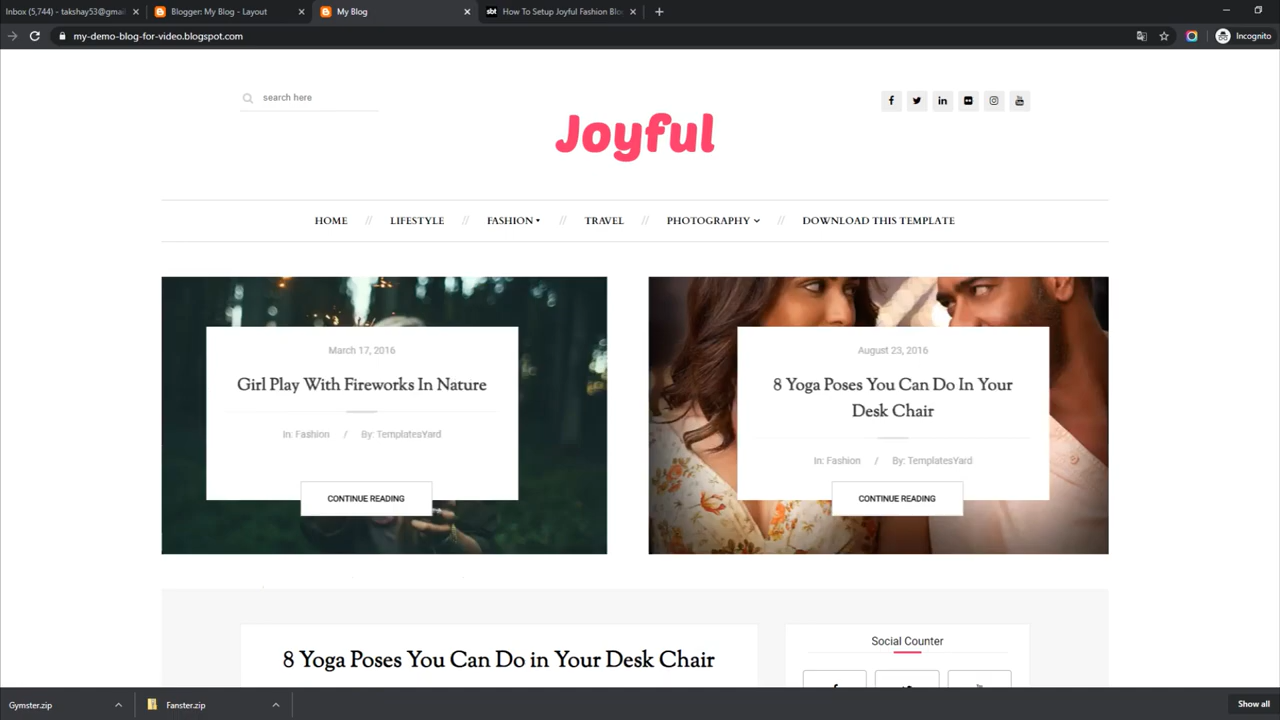 Inbox (5,744) - takshay53@gmail
Blogger: My Blog - Layout
My Blog
sbt
How To Setup Joyful Fashion Blo
my-demo-blog-for-video.blogspot.com
Incognito
search here
Joyful
HOME // LIFESTYLE // FASHION // TRAVEL // PHOTOGRAPHY // DOWNLOAD THIS TEMPLATE
March 17, 2016
Girl Play With Fireworks In Nature
In: Fashion / By: TemplatesYard
CONTINUE READING
August 23, 2016
8 Yoga Poses You Can Do In Your
Desk Chair
In: Fashion / By: TemplatesYard
CONTINUE READING
8 Yoga Poses You Can Do in Your Desk Chair
Social Counter
Gymster.zip
Fanster.zip
Show all